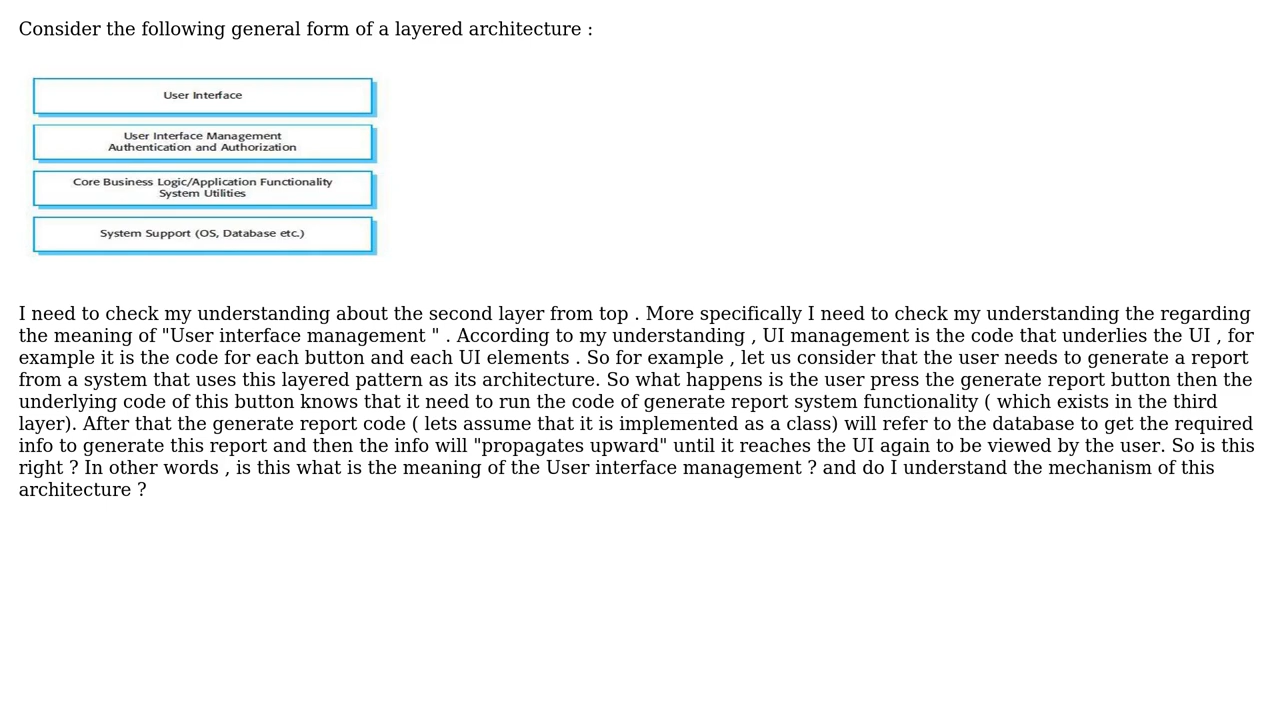 Consider the following general form of a layered architecture :
User Interface
User Interface Management
Authentication and Authorization
Core Business Logic/Application Functionality
System Utilities
System Support (OS, Database etc.)
I need to check my understanding about the second layer from top . More specifically I need to check my understanding the regarding
the meaning of "User interface management " . According to my understanding , UI management is the code that underlies the UI , for
example it is the code for each button and each UI elements . So for example , let us consider that the user needs to generate a report
from a system that uses this layered pattern as its architecture. So what happens is the user press the generate report button then the
underlying code of this button knows that it need to run the code of generate report system functionality ( which exists in the third
layer). After that the generate report code ( lets assume that it is implemented as a class) will refer to the database to get the required
info to generate this report and then the info will "propagates upward" until it reaches the UI again to be viewed by the user. So is this
right ? In other words , is this what is the meaning of the User interface management ? and do I understand the mechanism of this
architecture ?